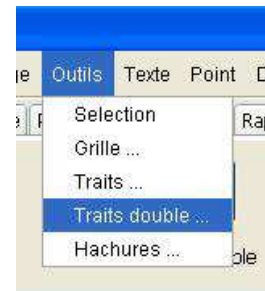 Outils Texte Point
Selection
Grille ...
Traits ...
Traits double ...
Hachures ...